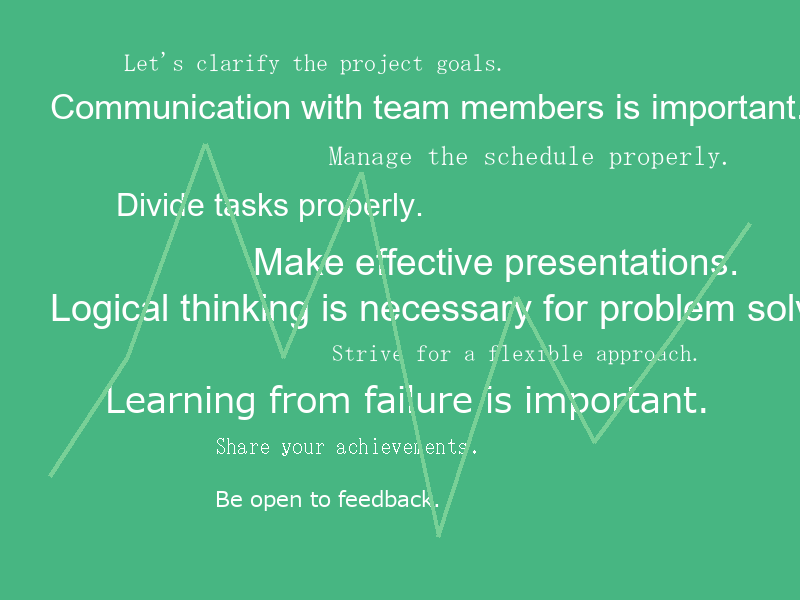 Let's clarify the project goals.
Communication with team members is important.
Manage the schedule properly.
Divide tasks properly.
Make effective presentations.
Logical thinking is necessary for problem
Strive for a flexible approach.
Learning from failure is important.
Share your achievements.
Be open to feedback.